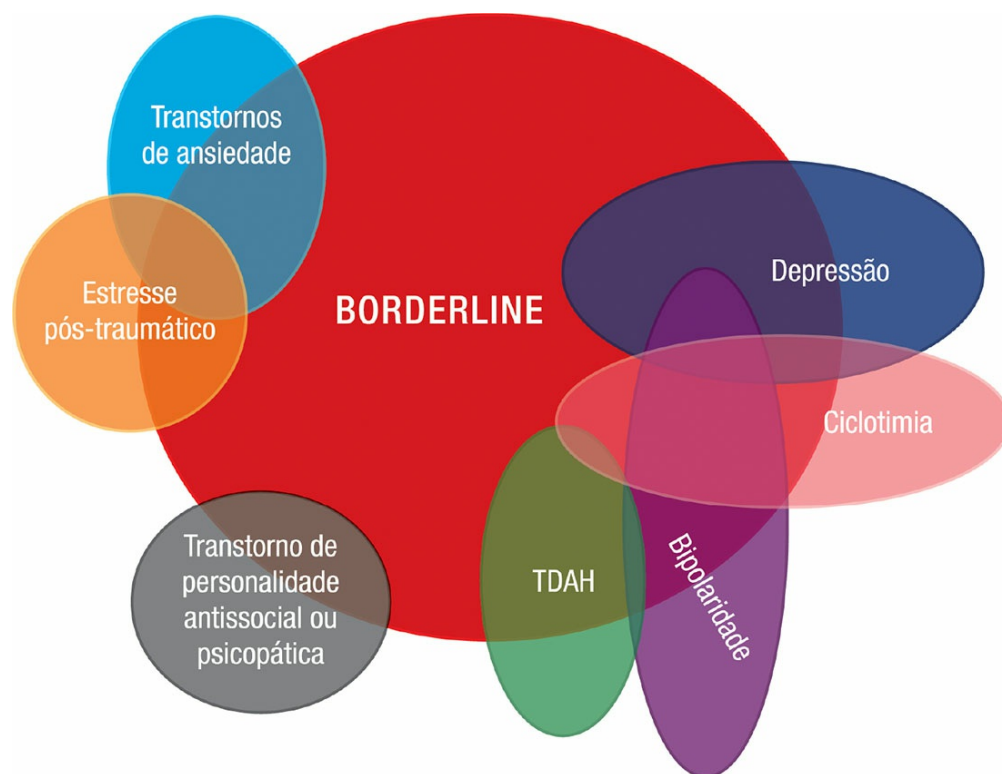 Transtornos
de ansiedade
Estresse
pós-traumático
BORDERLINE
Depressão
Ciclotimia
Transtorno de
personalidade
antissocial ou
psicopática
TDAH
Bipolaridade